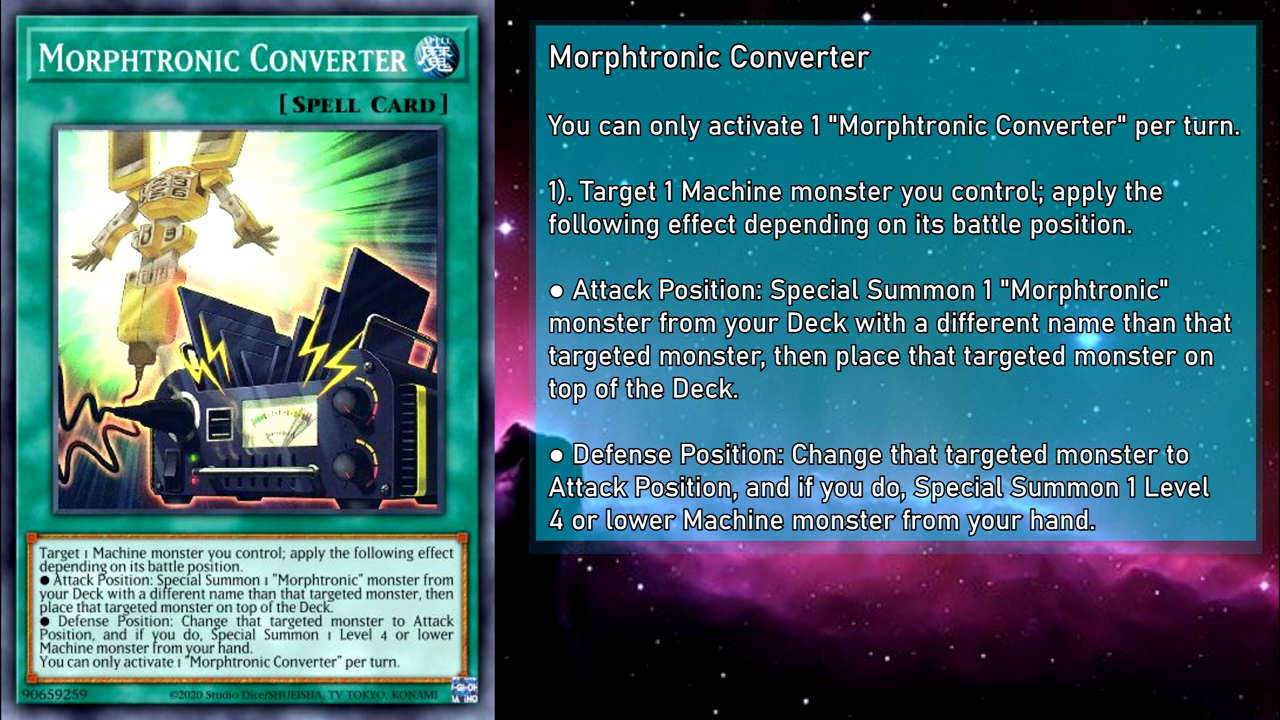 MORPHTRONIC CONVERTER
SPELL
魔
[SPELL CARD]
Target 1 Machine monster you control; apply the following effect
depending on its battle position.
● Attack Position: Special Summon 1 "Morphtronic" monster from
your Deck with a different name than that targeted monster, then
place that targeted monster on top of the Deck.
● Defense Position: Change that targeted monster to Attack
Position, and if you do, Special Summon 1 Level 4 or lower
Machine monster from your hand.
You can only activate 1 "Morphtronic Converter" per turn.
90659259
©2020 Studio Dice/SHUEISHA, TV TOKYO, KONAMI
Morphtronic Converter
You can only activate 1 "Morphtronic Converter" per turn.
1). Target 1 Machine monster you control; apply the
following effect depending on its battle position.
● Attack Position: Special Summon 1 "Morphtronic"
monster from your Deck with a different name than that
targeted monster, then place that targeted monster on
top of the Deck.
● Defense Position: Change that targeted monster to
Attack Position, and if you do, Special Summon 1 Level
4 or lower Machine monster from your hand.